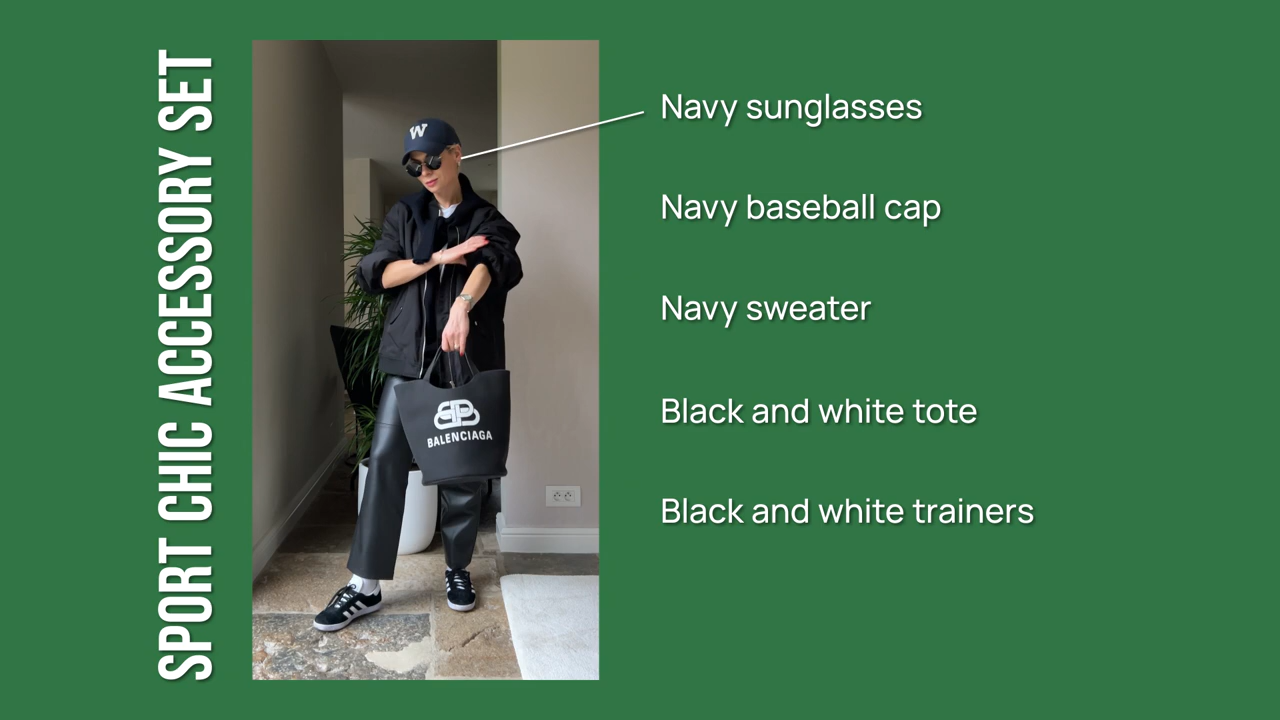 SPORT CHIC ACCESSORY SET
W
BALENCIAGA
Navy sunglasses
Navy baseball cap
Navy sweater
Black and white tote
Black and white trainers